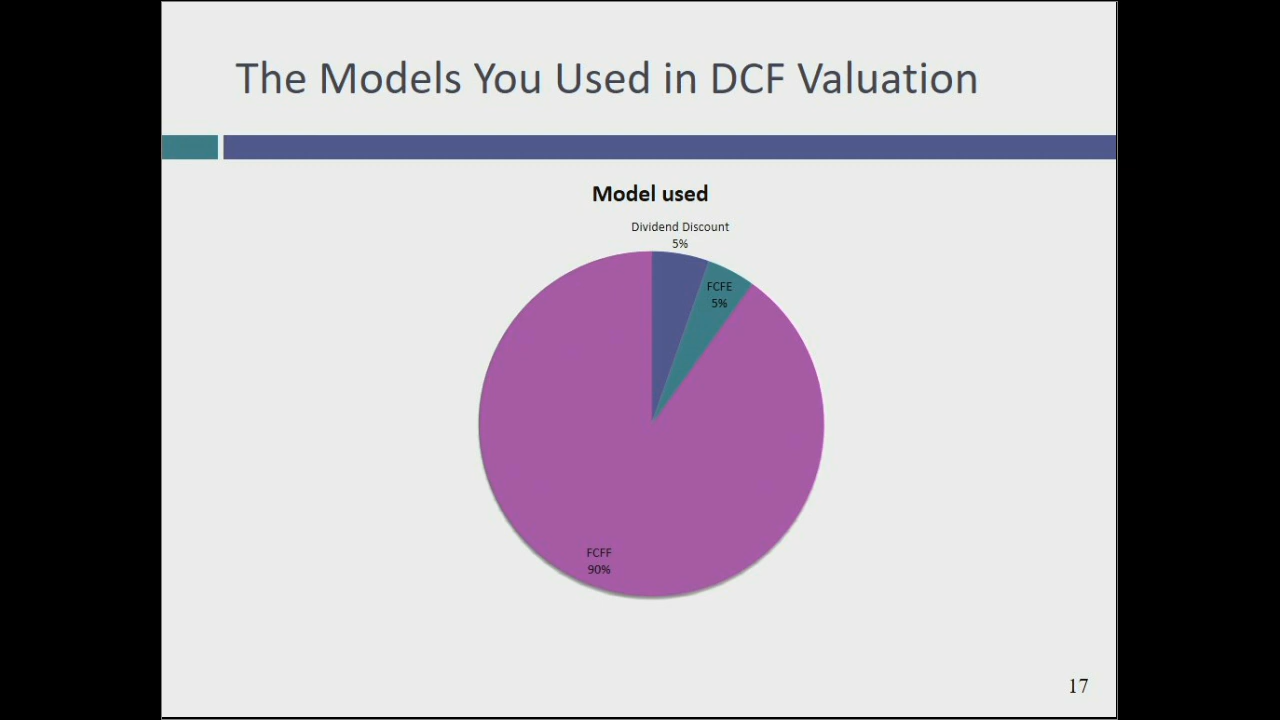 The Models You Used in DCF Valuation
Model used
Dividend Discount
5%
FCFE
5%
FCFF
90%
17